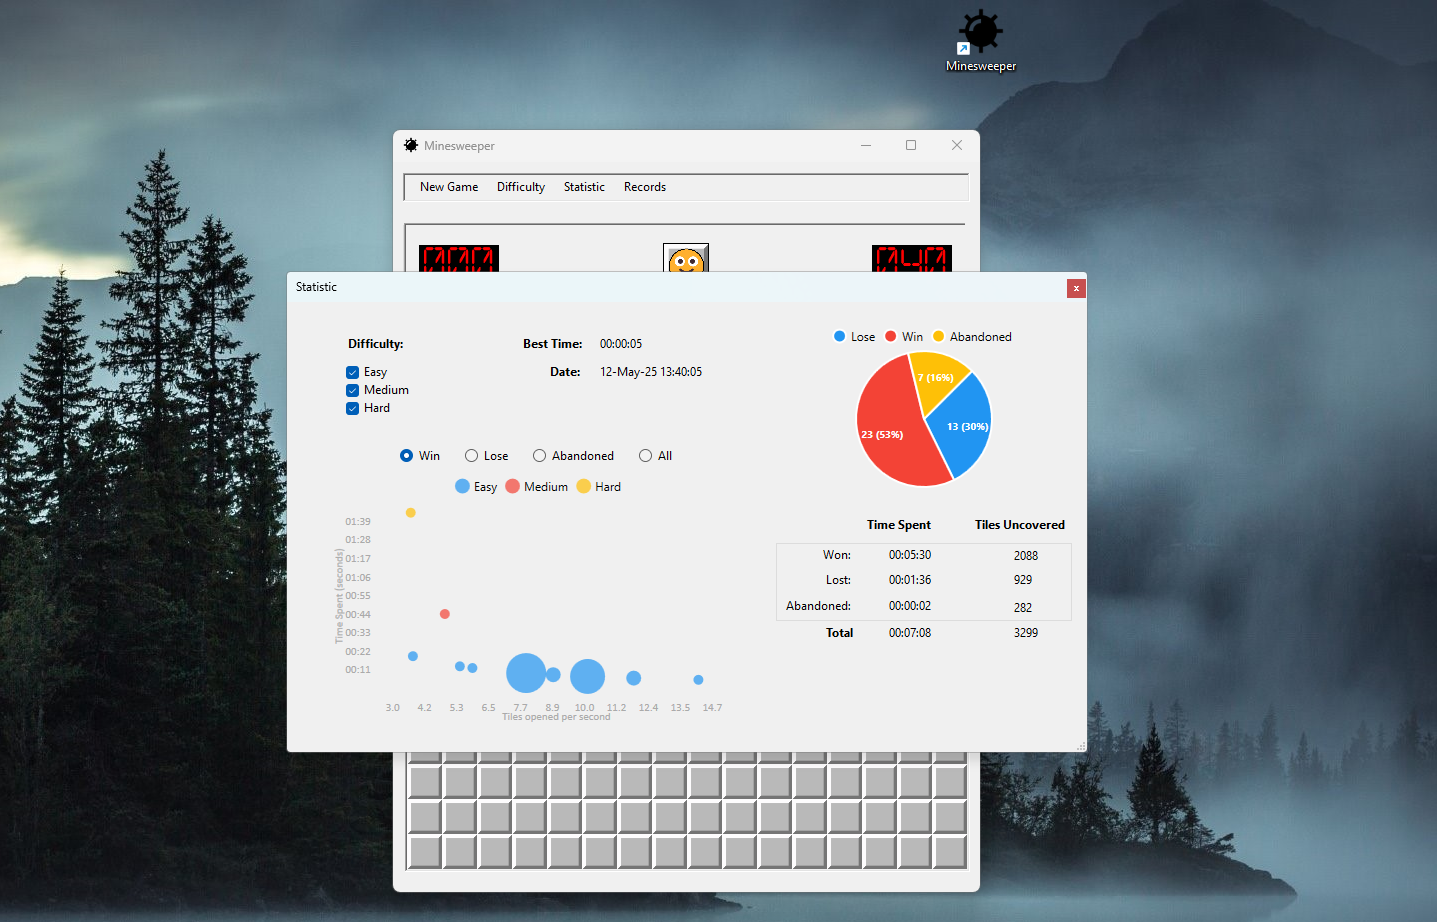 Minesweeper
Minesweeper
New Game Difficulty Statistic Records
000 040
Statistic
x
Difficulty:
Easy
Medium
Hard
Best Time: 00:00:05
Date: 12-May-25 13:40:05
Lose Win Abandoned
7 (16%)
13 (30%)
23 (53%)
Win Lose Abandoned All
Easy Medium Hard
Time Spent (seconds)
01:39
01:28
01:17
01:06
00:55
00:44
00:33
00:22
00:11
3.0 4.2 5.3 6.5 7.7 8.9 10.0 11.2 12.4 13.5 14.7
Tiles opened per second
Time Spent Tiles Uncovered
Won: 00:05:30 2088
Lost: 00:01:36 929
Abandoned: 00:00:02 282
Total 00:07:08 3299